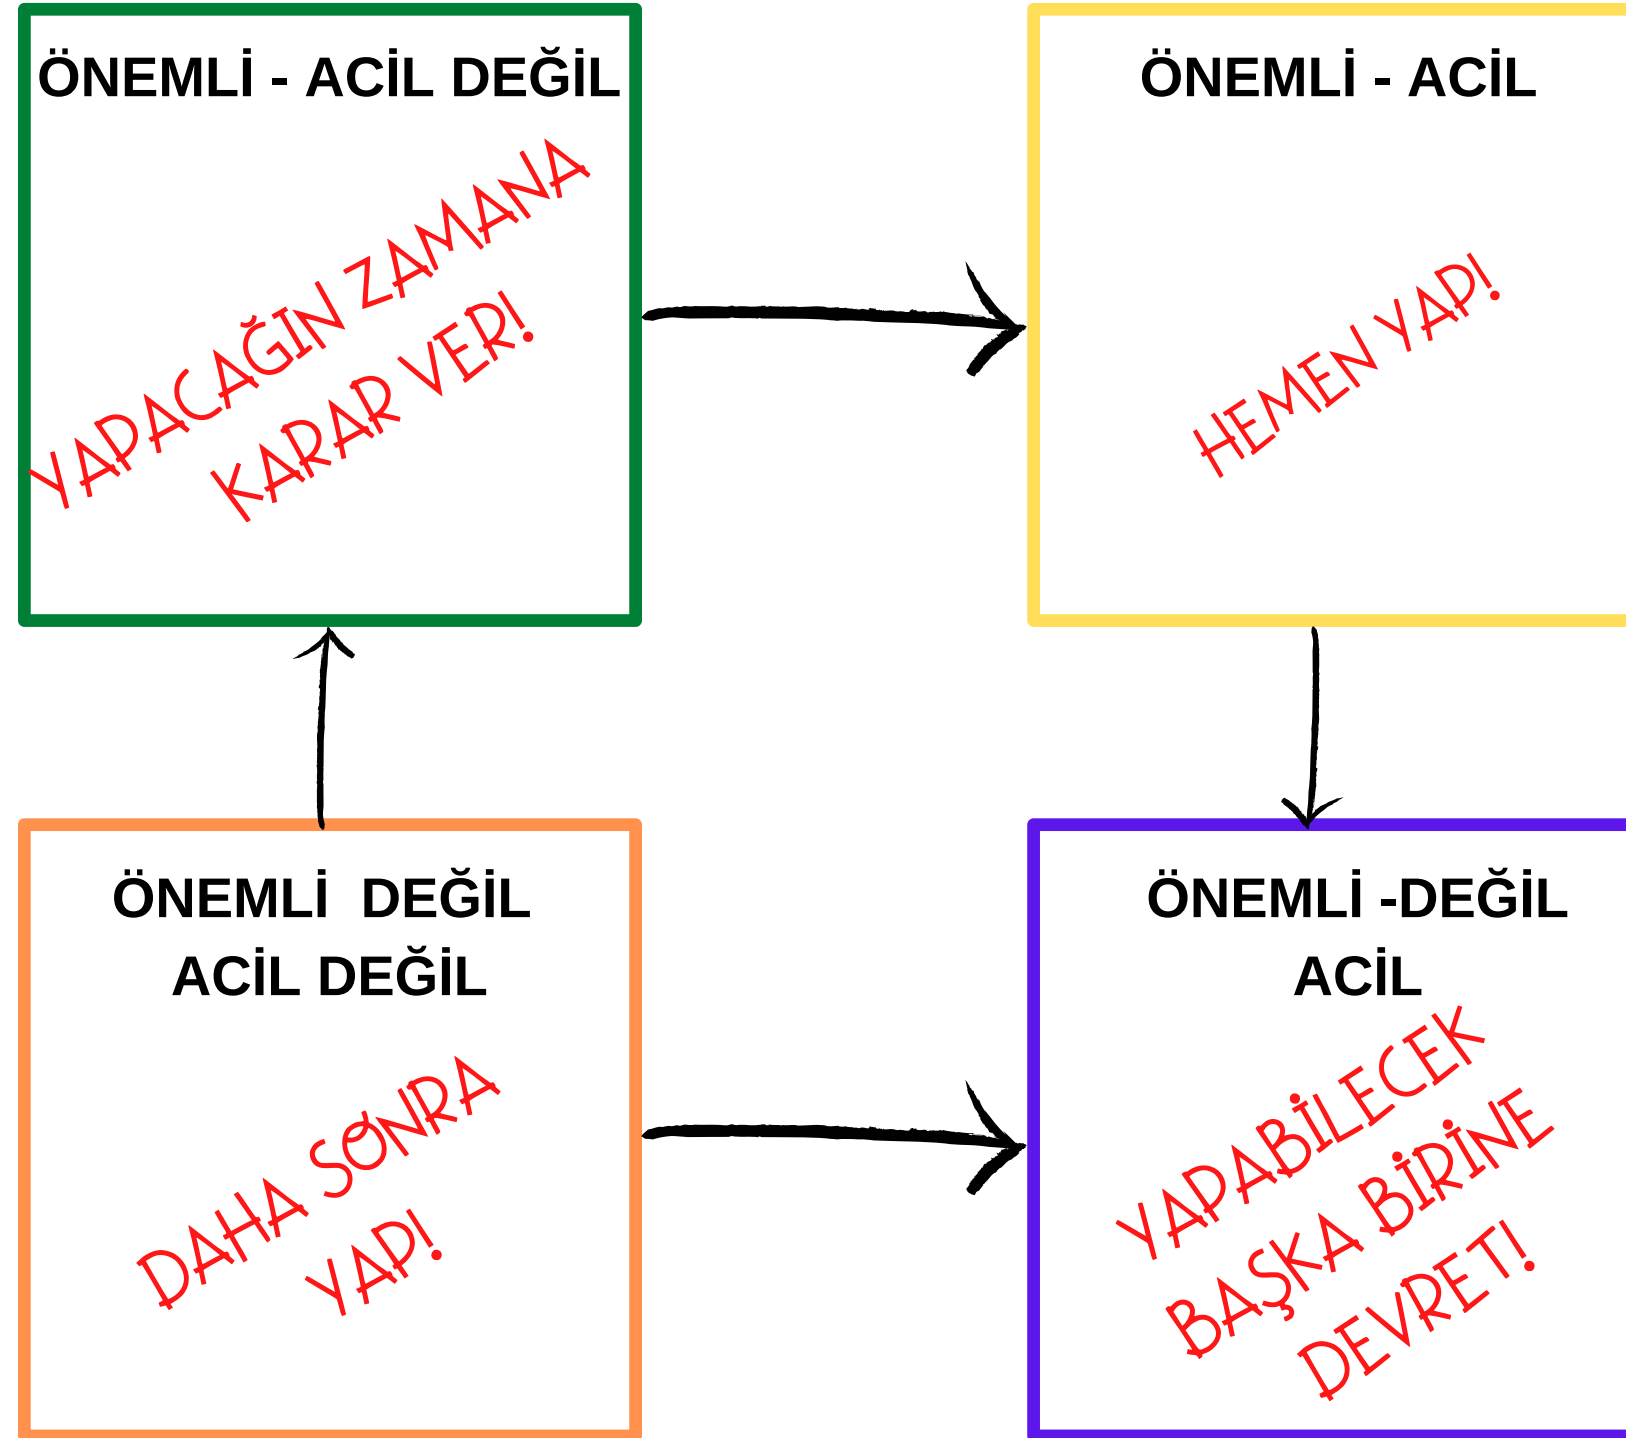 ÖNEMLİ - ACİL DEĞİL
YAPACAĞIN ZAMANA
KARAR VER!
ÖNEMLİ - ACİL
HEMEN YAP!
ÖNEMLİ DEĞİL
ACİL DEĞİL
DAHA SONRA
YAP!
ÖNEMLİ -DEĞİL
ACİL
YAPABİLECEK
BAŞKA BİRİNE
DEVRET!